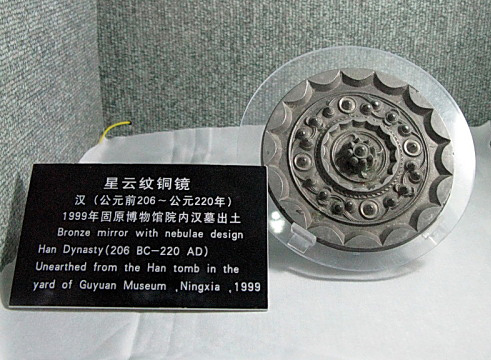 星云纹铜镜
汉（公元前206～公元220年）
1999年固原博物馆院内汉墓出土
Bronze mirror with nebulae design
Han Dynasty(206 BC-220 AD)
Unearthed from the Han tomb in the
yard of Guyuan Museum ,Ningxia ,1999